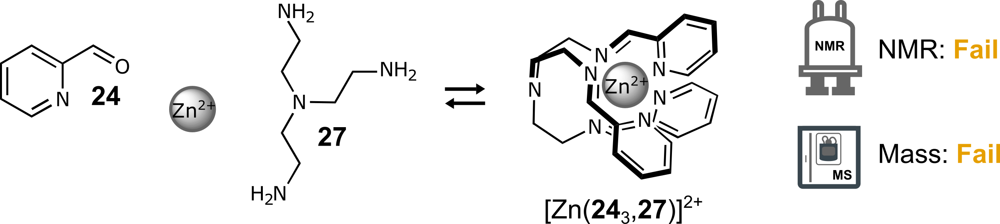 O
N
24
Zn²⁺
NH₂
NH₂
N
27
H₂N
N
N
N
N
N
N
N
Zn²⁺
[Zn(24₃,27)]²⁺
NMR
NMR: Fail
MS
Mass: Fail